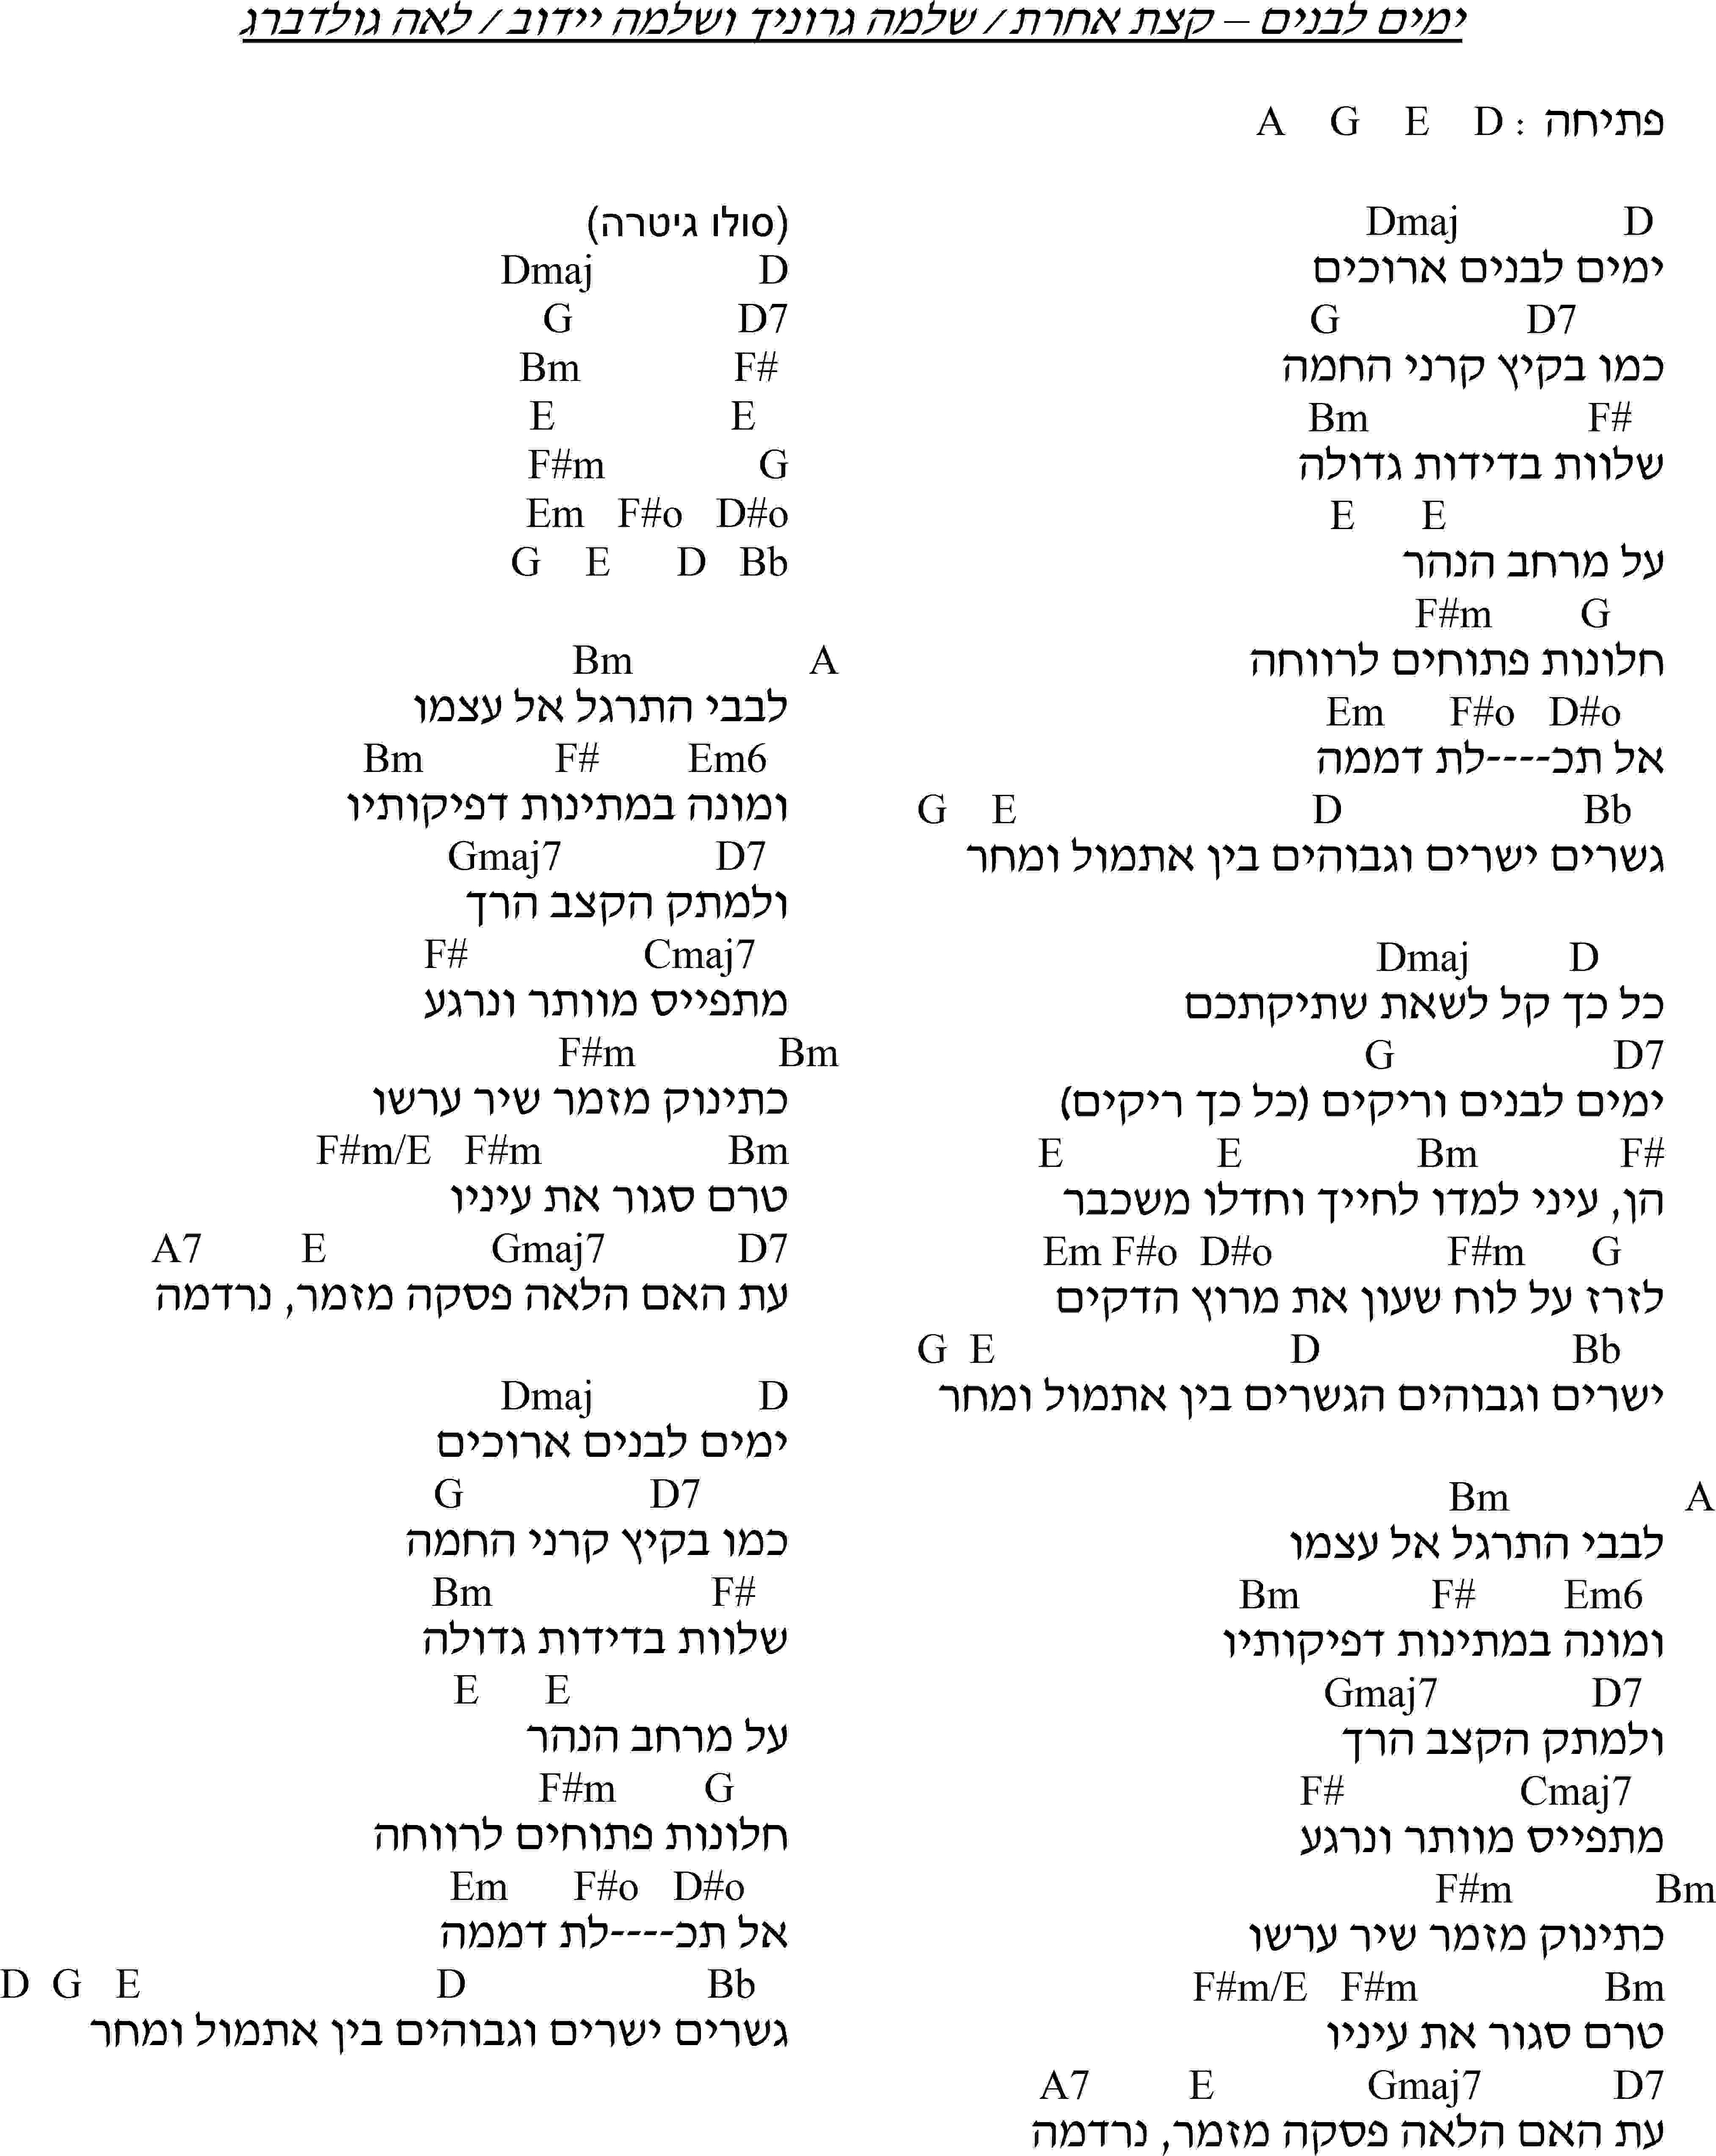 ימים לבנים – קצת אחרת / שלמה גרוניך ושלמה יידוב / לאה גולדברג
פתיחה : A G E D
Dmaj D
ימים לבנים ארוכים
G D7
כמו בקיץ קרני החמה
Bm F#
שלוות בדידות גדולה
E E
על מרחב הנהר
F#m G
חלונות פתוחים לרווחה
Em F#o D#o
אל תכ----לת דממה
G E D Bb
גשרים ישרים וגבוהים בין אתמול ומחר
Dmaj D
כל כך קל לשאת שתיקתכם
G D7
ימים לבנים וריקים (כל כך ריקים)
E E Bm F#
הן, עיני למדו לחייך וחדלו משכבר
Em F#o D#o F#m G
לזרז על לוח שעון את מרוץ הדקים
G E D Bb
ישרים וגבוהים הגשרים בין אתמול ומחר
Bm A
לבבי התרגל אל עצמו
Bm F# Em6
ומונה במתינות דפיקותיו
Gmaj7 D7
ולמתק הקצב הרך
F# Cmaj7
מתפייס מוותר ונרגע
F#m Bm
כתינוק מזמר שיר ערשו
F#m/E F#m Bm
טרם סגור את עיניו
A7 E Gmaj7 D7
עת האם הלאה פסקה מזמר, נרדמה
(סולו גיטרה)
Dmaj D
G D7
Bm F#
E E
F#m G
Em F#o D#o
G E D Bb
Bm A
לבבי התרגל אל עצמו
Bm F# Em6
ומונה במתינות דפיקותיו
Gmaj7 D7
ולמתק הקצב הרך
F# Cmaj7
מתפייס מוותר ונרגע
F#m Bm
כתינוק מזמר שיר ערשו
F#m/E F#m Bm
טרם סגור את עיניו
A7 E Gmaj7 D7
עת האם הלאה פסקה מזמר, נרדמה
Dmaj D
ימים לבנים ארוכים
G D7
כמו בקיץ קרני החמה
Bm F#
שלוות בדידות גדולה
E E
על מרחב הנהר
F#m G
חלונות פתוחים לרווחה
Em F#o D#o
אל תכ----לת דממה
D G E D Bb
גשרים ישרים וגבוהים בין אתמול ומחר